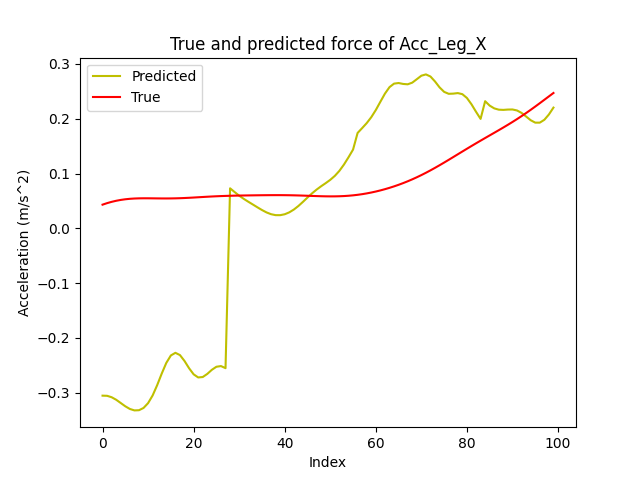 True and predicted force of Acc_Leg_X
Predicted
True
0.3
0.2
0.1
0.0
−0.1
−0.2
−0.3
Acceleration (m/s^2)
0 20 40 60 80 100
Index